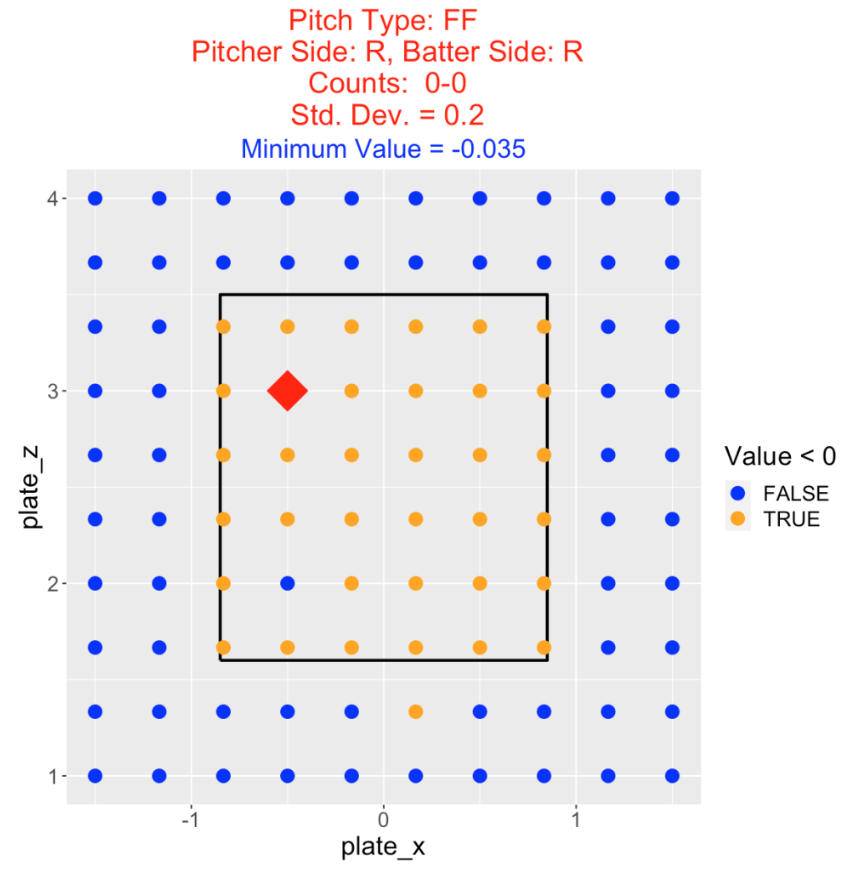 Pitch Type: FF
Pitcher Side: R, Batter Side: R
Counts:  0-0
Std. Dev. = 0.2
Minimum Value = -0.035
4
3
2
1
plate_z
-1
0
1
plate_x
Value < 0
FALSE
TRUE